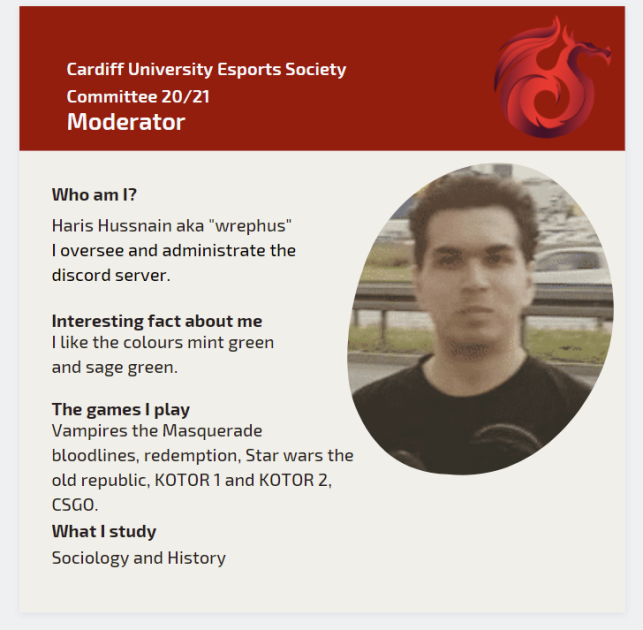 Cardiff University Esports Society
Committee 20/21
Moderator
Who am I?
Haris Hussnain aka "wrephus"
I oversee and administrate the
discord server.
Interesting fact about me
I like the colours mint green
and sage green.
The games I play
Vampires the Masquerade
bloodlines, redemption, Star wars the
old republic, KOTOR 1 and KOTOR 2,
CSGO.
What I study
Sociology and History